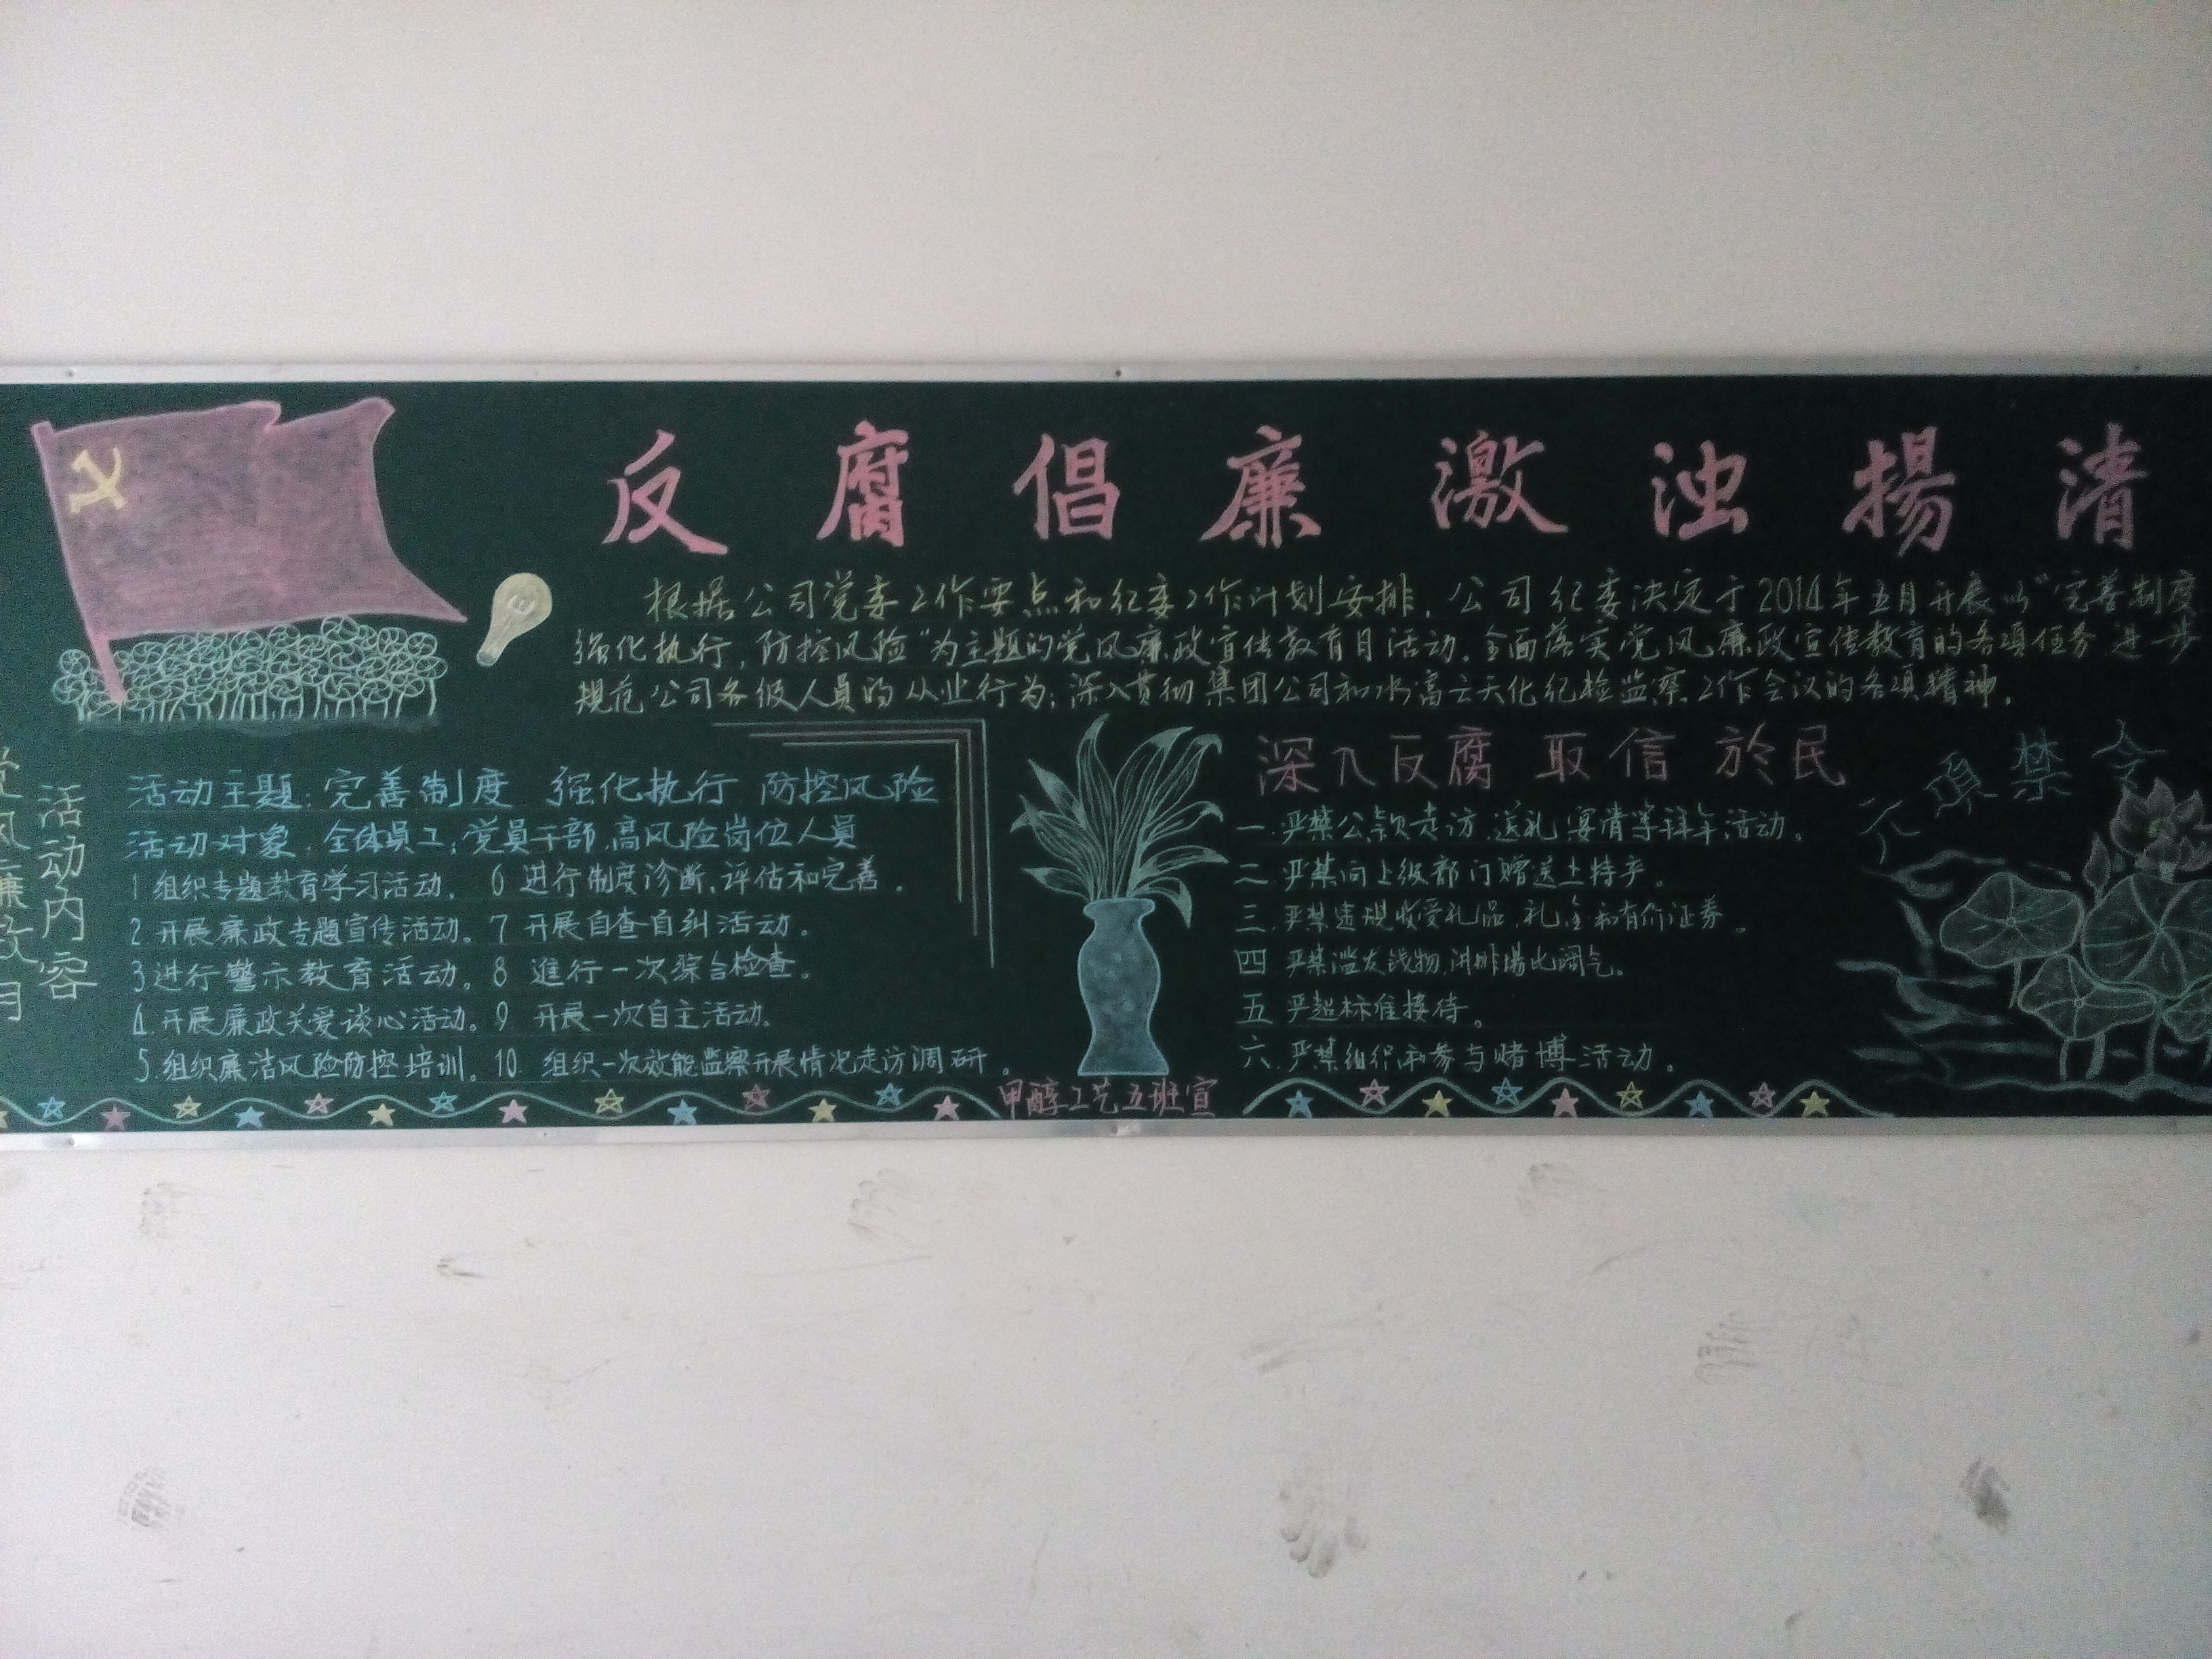 反腐倡廉激浊揚清
根据公司党委工作要点和纪委工作计划安排，公司纪委决定于2014年五月开展以“完善制度
强化执行，防控风险”为主题的党风廉政宣传教育月活动。全面落实党风廉政宣传教育的各项任务进一步
规范公司各级人员的从业行为；深入贯彻集团公司和水富云天化纪检监察工作会议的各项精神。
党风廉政月
活动内容
活动主题：完善制度 强化执行 防控风险
活动对象：全体员工；党员干部、高风险岗位人员
1 组织专题教育学习活动。 6 进行制度诊断、评估和完善。
2 开展廉政专题宣传活动。 7 开展自查自纠活动。
3 进行警示教育活动。 8 進行一次综合检查。
4. 开展廉政关爱谈心活动。 9 开展一次自主活动。
5. 组织廉洁风险防控培训。 10. 组织一次效能监察开展情况走访调研。
深入反腐 取信於民
六项禁令
一. 严禁公款走访、送礼、宴请等拜年活动。
二. 严禁向上级部门赠送土特产。
三. 严禁违规收受礼品、礼金和有价证券。
四 严禁滥发钱物、讲排場比阔气。
五 严超标准接待。
六. 严禁组织和参与赌博活动。
甲醇工艺五班宣